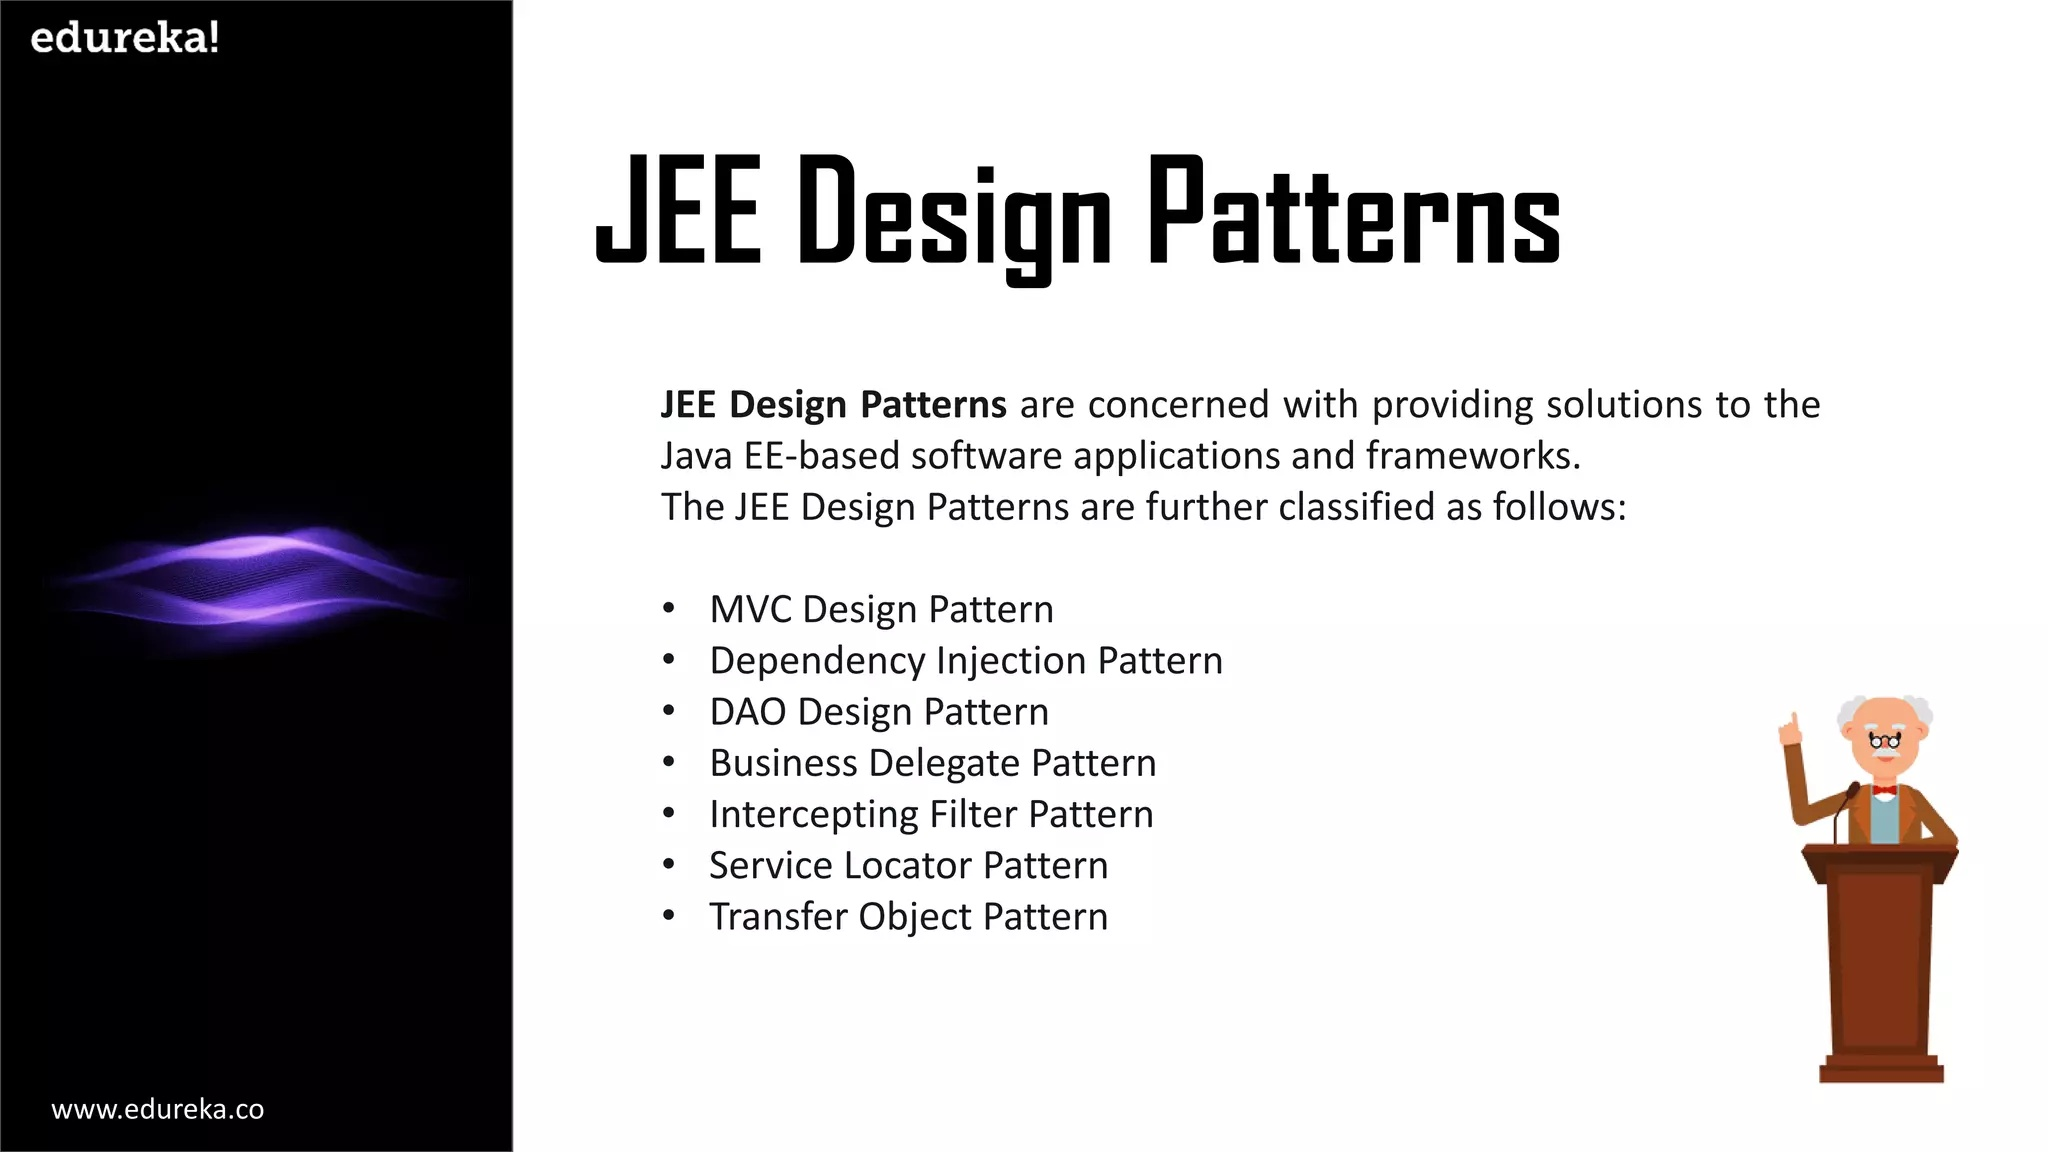 edureka!
JEE Design Patterns
JEE Design Patterns are concerned with providing solutions to the
Java EE-based software applications and frameworks.
The JEE Design Patterns are further classified as follows:
• MVC Design Pattern
• Dependency Injection Pattern
• DAO Design Pattern
• Business Delegate Pattern
• Intercepting Filter Pattern
• Service Locator Pattern
• Transfer Object Pattern
www.edureka.co